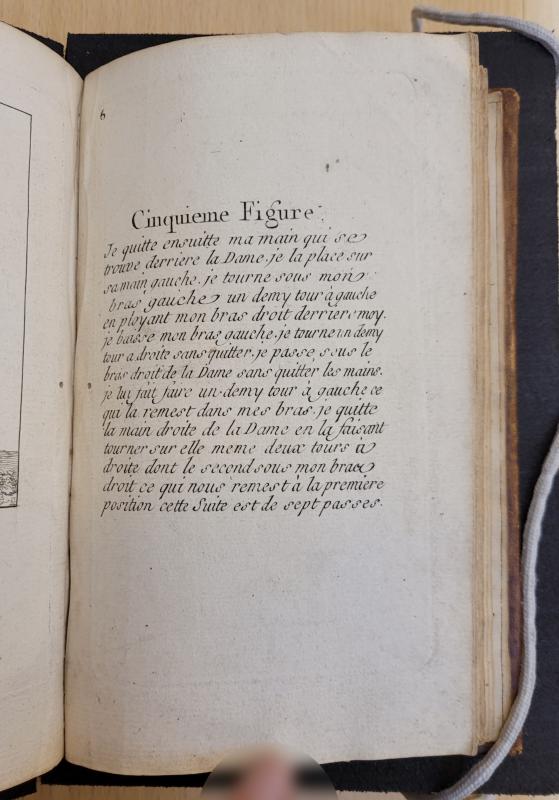 6
Cinquieme Figure.
Je quitte ensuitte ma main qui se
trouve derriere la Dame. je la place sur
sa main gauche. je tourne sous mon
bras gauche un demy tour à gauche
en ployant mon bras droit derriere moy.
je baisse mon bras gauche. je tourne un demy
tour a droite sans quitter. je passe sous le
bras droit de la Dame sans quitter les mains.
je lui fait faire un demy tour à gauche ce
qui la remest dans mes bras. je quitte
la main droite de la Dame en la faisant
tourner sur elle meme deux tours à
droite dont le second sous mon bras
droit ce qui nous remest à la premiere
position cette Suite est de sept passes.